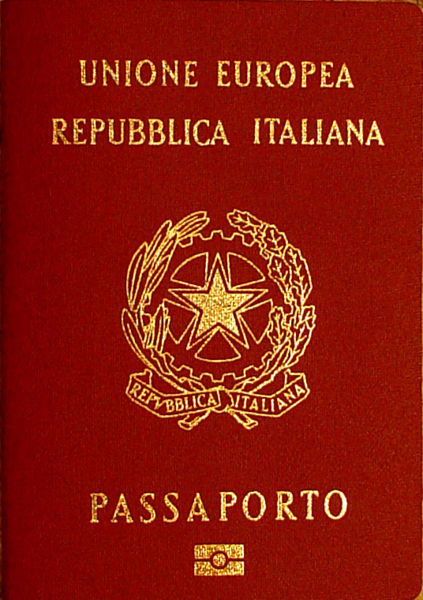 UNIONE EUROPEA
REPUBBLICA ITALIANA
REPVBBLICA ITALIANA
PASSAPORTO